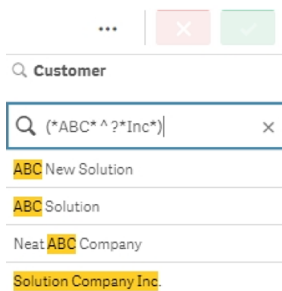 Customer
(*ABC* ^ ?*Inc*)
ABC New Solution
ABC Solution
Neat ABC Company
Solution Company Inc.